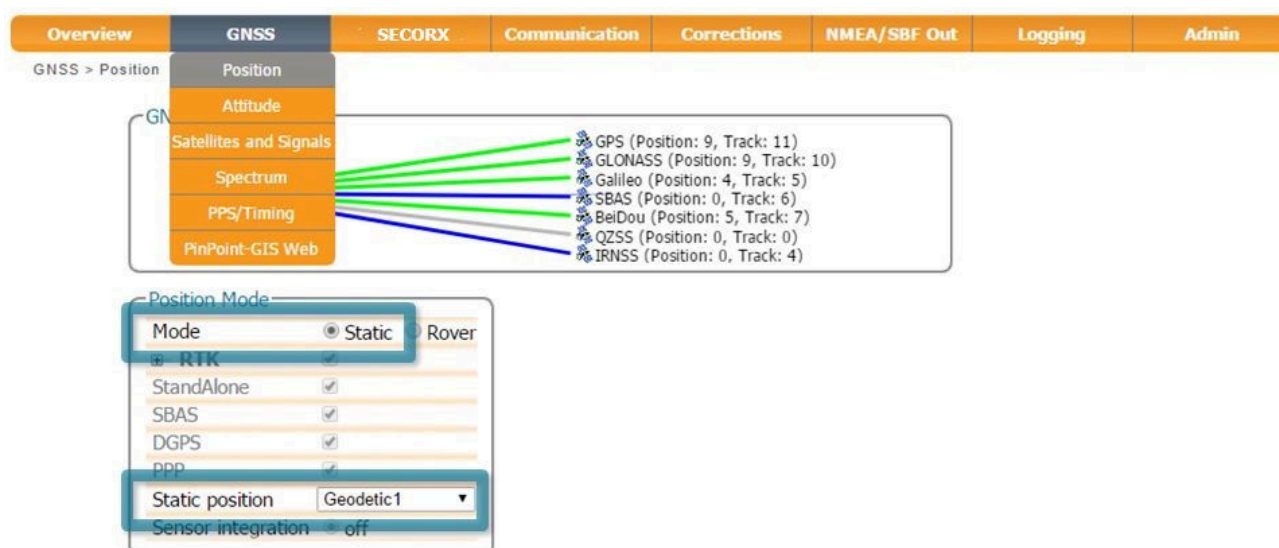 Overview GNSS SECORX Communication Corrections NMEA/SBF Out Logging Admin
GNSS > Position
Position
Attitude
Satellites and Signals
Spectrum
PPS/Timing
PinPoint-GIS Web
GN
GPS (Position: 9, Track: 11)
GLONASS (Position: 9, Track: 10)
Galileo (Position: 4, Track: 5)
SBAS (Position: 0, Track: 6)
BeiDou (Position: 5, Track: 7)
QZSS (Position: 0, Track: 0)
IRNSS (Position: 0, Track: 4)
Position Mode
Mode Static Rover
RTK
StandAlone
SBAS
DGPS
PPP
Static position Geodetic1
Sensor integration off